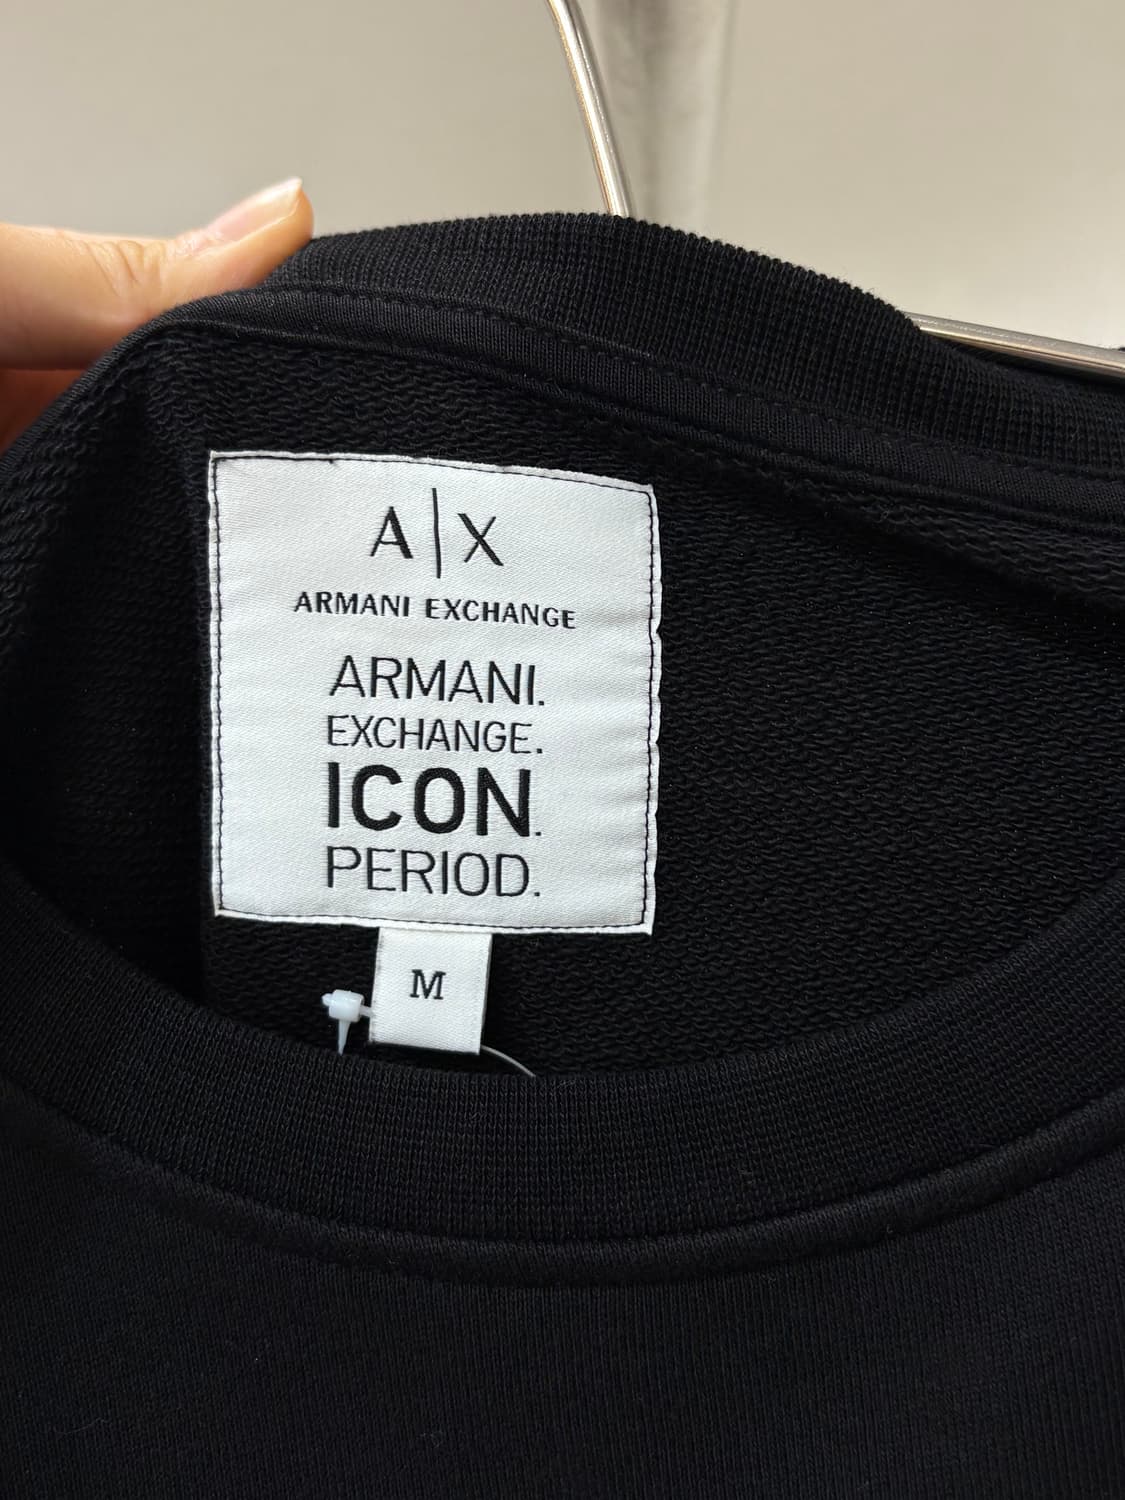 A|X
ARMANI EXCHANGE
ARMANI.
EXCHANGE.
ICON.
PERIOD.
M